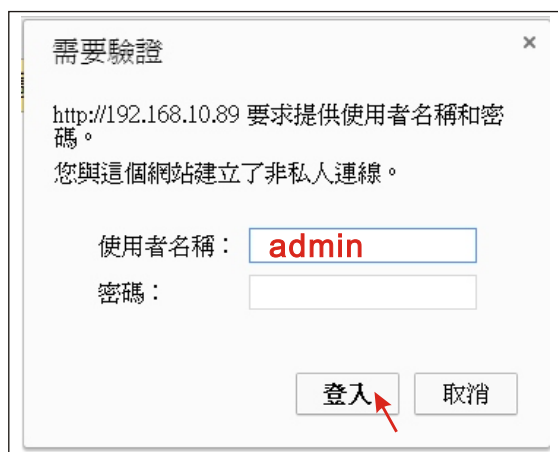 需要驗證
×
http://192.168.10.89 要求提供使用者名稱和密
碼。
您與這個網站建立了非私人連線。
使用者名稱： admin
密碼：
登入 取消